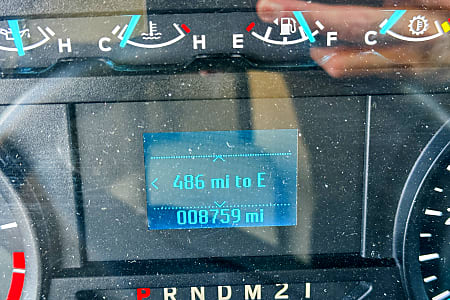 H C H E F C
< 486 mi to E
008759 mi
P R N D M 2 1